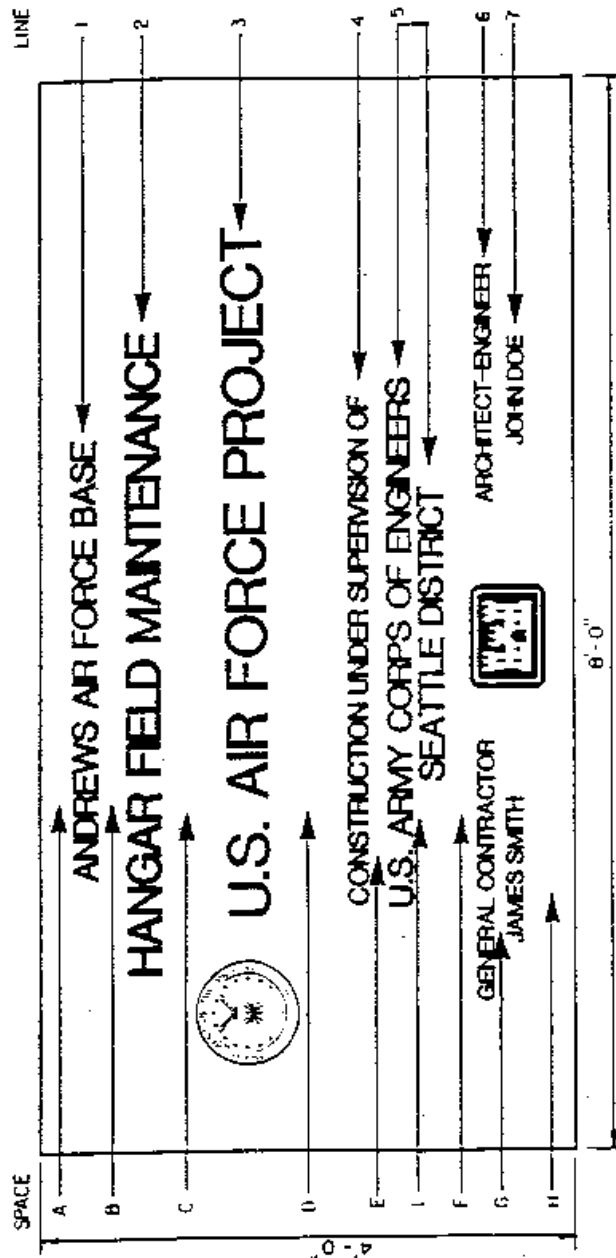 SPACE LINE
A
ANDREWS AIR FORCE BASE 1
B
HANGAR FIELD MAINTENANCE 2
C
U.S. AIR FORCE PROJECT 3
D
CONSTRUCTION UNDER SUPERVISION OF 4
E
U.S. ARMY CORPS OF ENGINEERS 5
SEATTLE DISTRICT
F
GENERAL CONTRACTOR ARCHITECT-ENGINEER 6
G
JAMES SMITH JOHN DOE 7
H
4'-0"
8'-0"